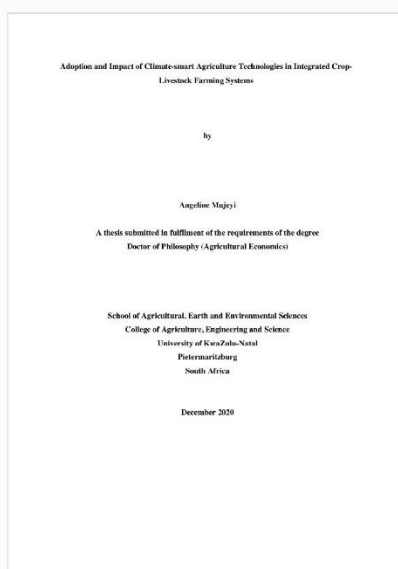 Adoption and Impact of Climate-smart Agriculture Technologies in Integrated Crop-
Livestock Farming Systems
by
Angeline Mujeyi
A thesis submitted in fulfilment of the requirements of the degree
Doctor of Philosophy (Agricultural Economics)
School of Agricultural, Earth and Environmental Sciences
College of Agriculture, Engineering and Science
University of KwaZulu-Natal
Pietermaritzburg
South Africa
December 2020